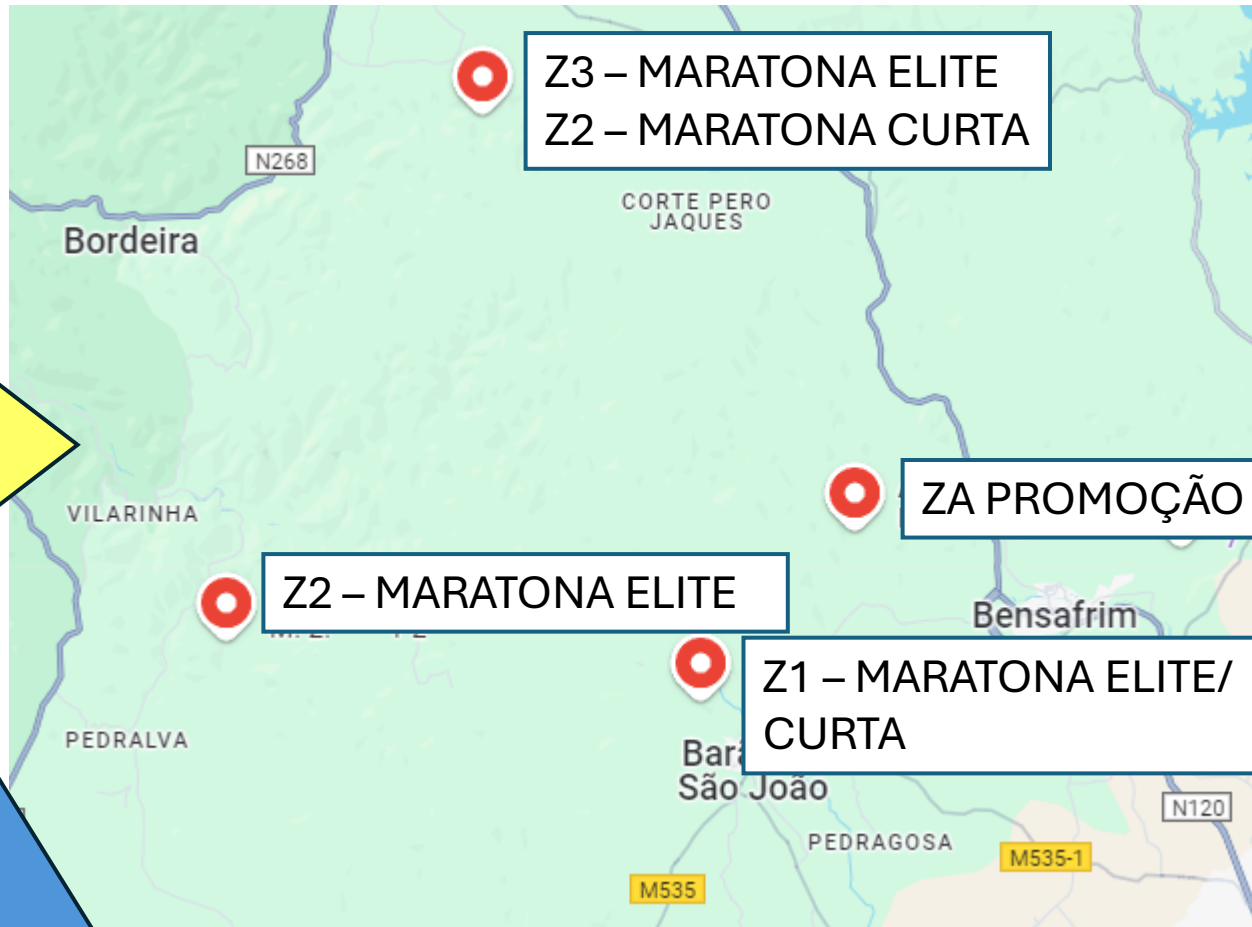 Z3 – MARATONA ELITE
Z2 – MARATONA CURTA
N268
CORTE PERO
JAQUES
Bordeira
ZA PROMOÇÃO
VILARINHA
Z2 – MARATONA ELITE
Bensafrim
Z1 – MARATONA ELITE/
CURTA
PEDRALVA
São João
N120
PEDRAGOSA
M535-1
M535